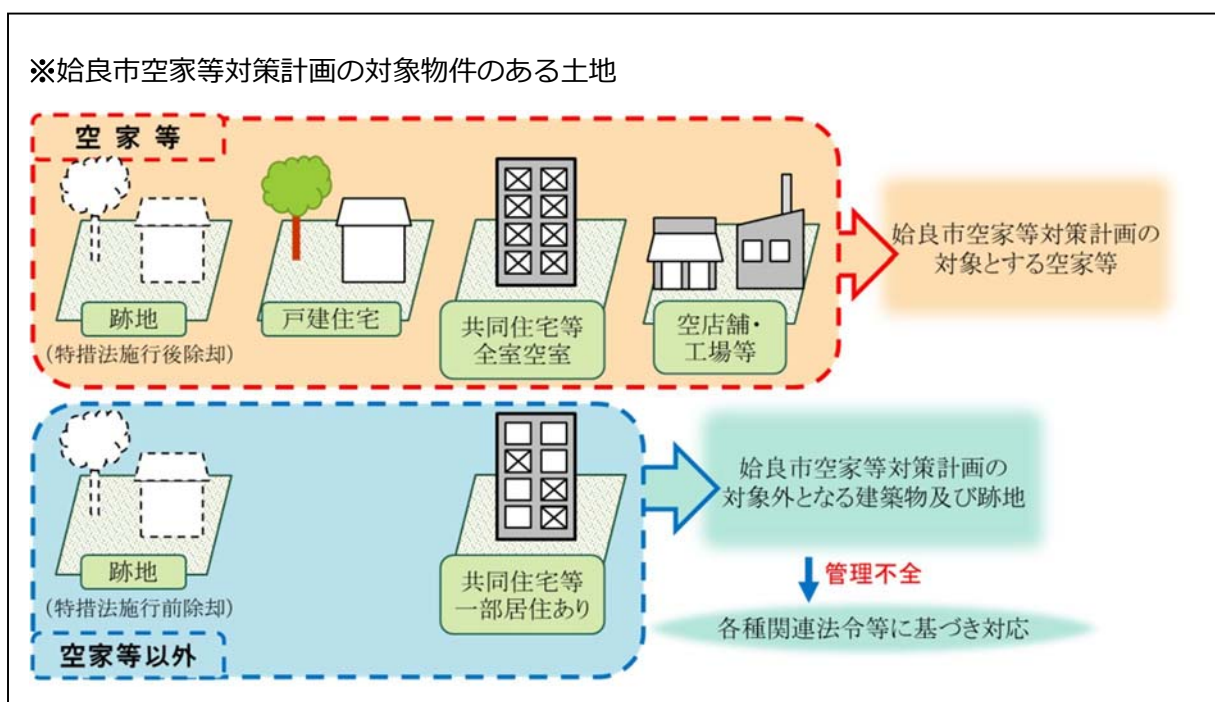 ※姶良市空家等対策計画の対象物件のある土地
空家等
跡地
(特措法施行後除却)
戸建住宅
共同住宅等
全室空室
空店舗・
工場等
姶良市空家等対策計画の
対象とする空家等
跡地
(特措法施行前除却)
共同住宅等
一部居住あり
空家等以外
姶良市空家等対策計画の
対象外となる建築物及び跡地
管理不全
各種関連法令等に基づき対応